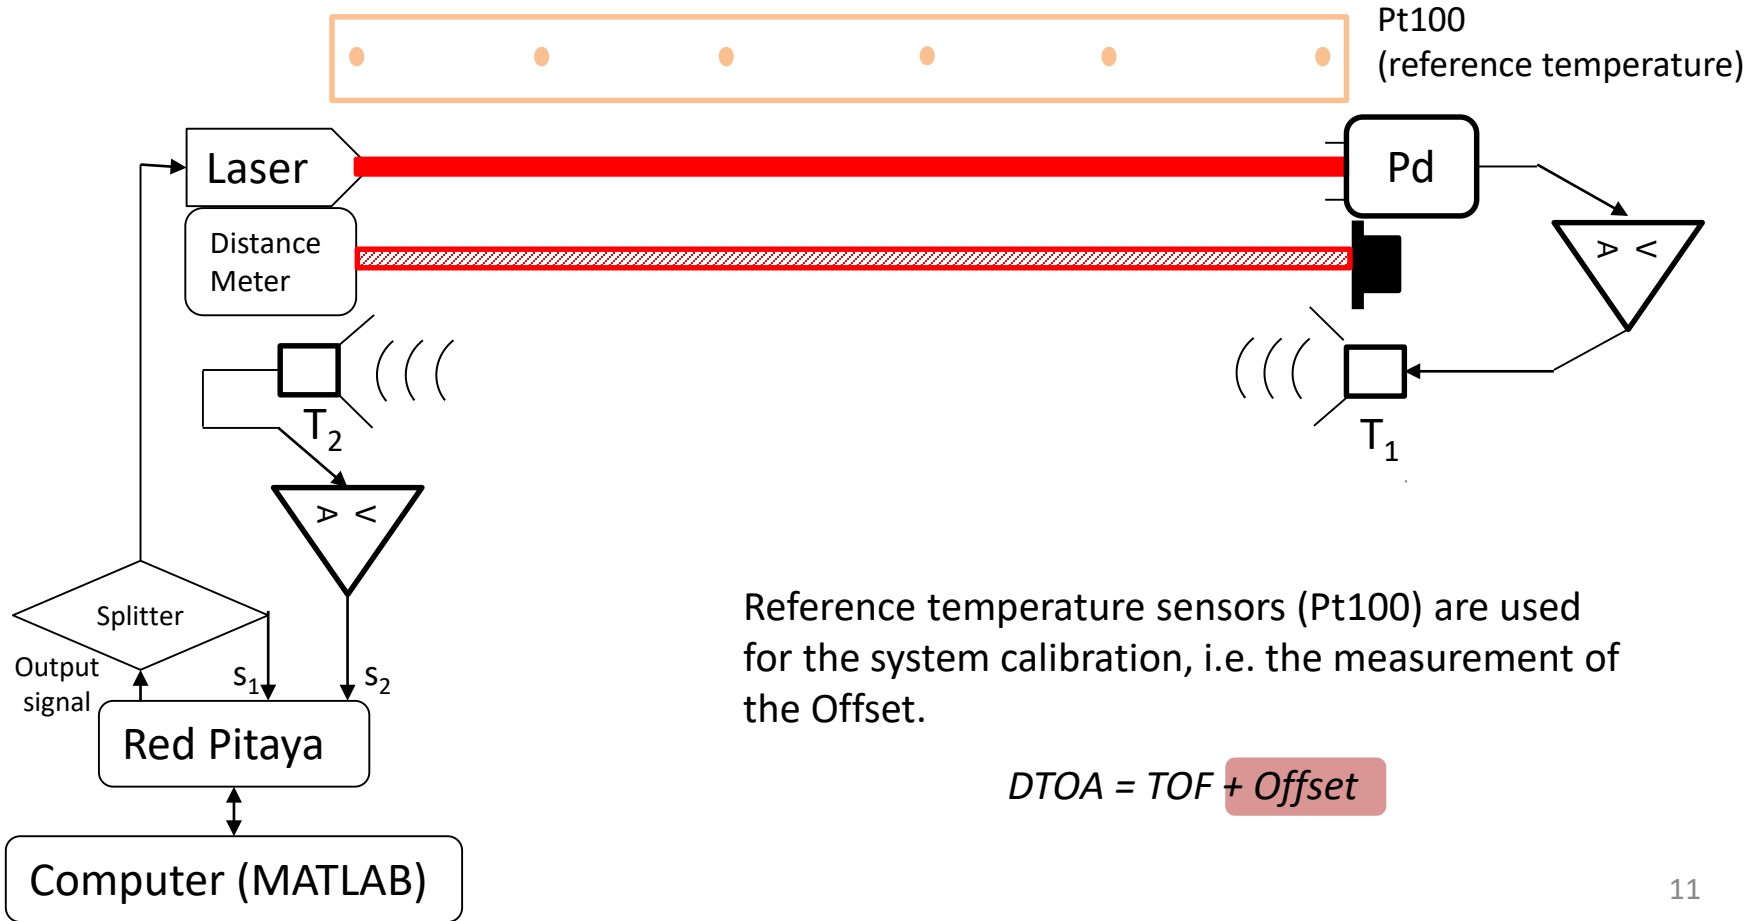 Pt100
(reference temperature)
Laser
Pd
Distance
Meter
V
A
T2
T1
V
A
Splitter
Output
signal
s1
s2
Red Pitaya
Computer (MATLAB)
Reference temperature sensors (Pt100) are used
for the system calibration, i.e. the measurement of
the Offset.
DTOA = TOF + Offset
11